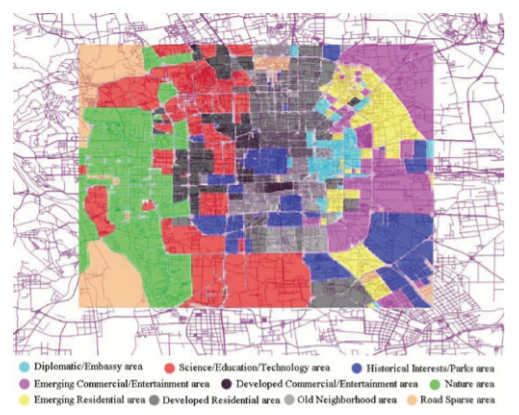 Diplomatic/Embassy area Science/Education/Technology area Historical Interests/Parks area
Emerging Commercial/Entertainment area Developed Commercial/Entertainment area Nature area
Emerging Residential area Developed Residential area Old Neighborhood area Road Sparse area